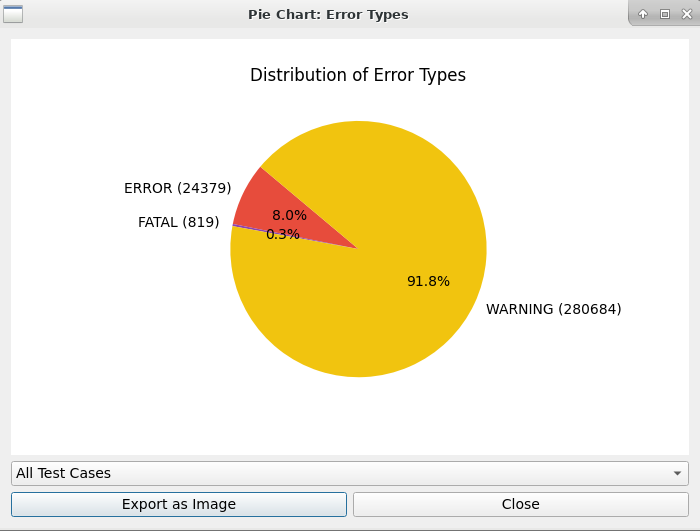 Pie Chart: Error Types
Distribution of Error Types
ERROR (24379)
8.0%
FATAL (819)
0.3%
91.8%
WARNING (280684)
All Test Cases
Export as Image
Close